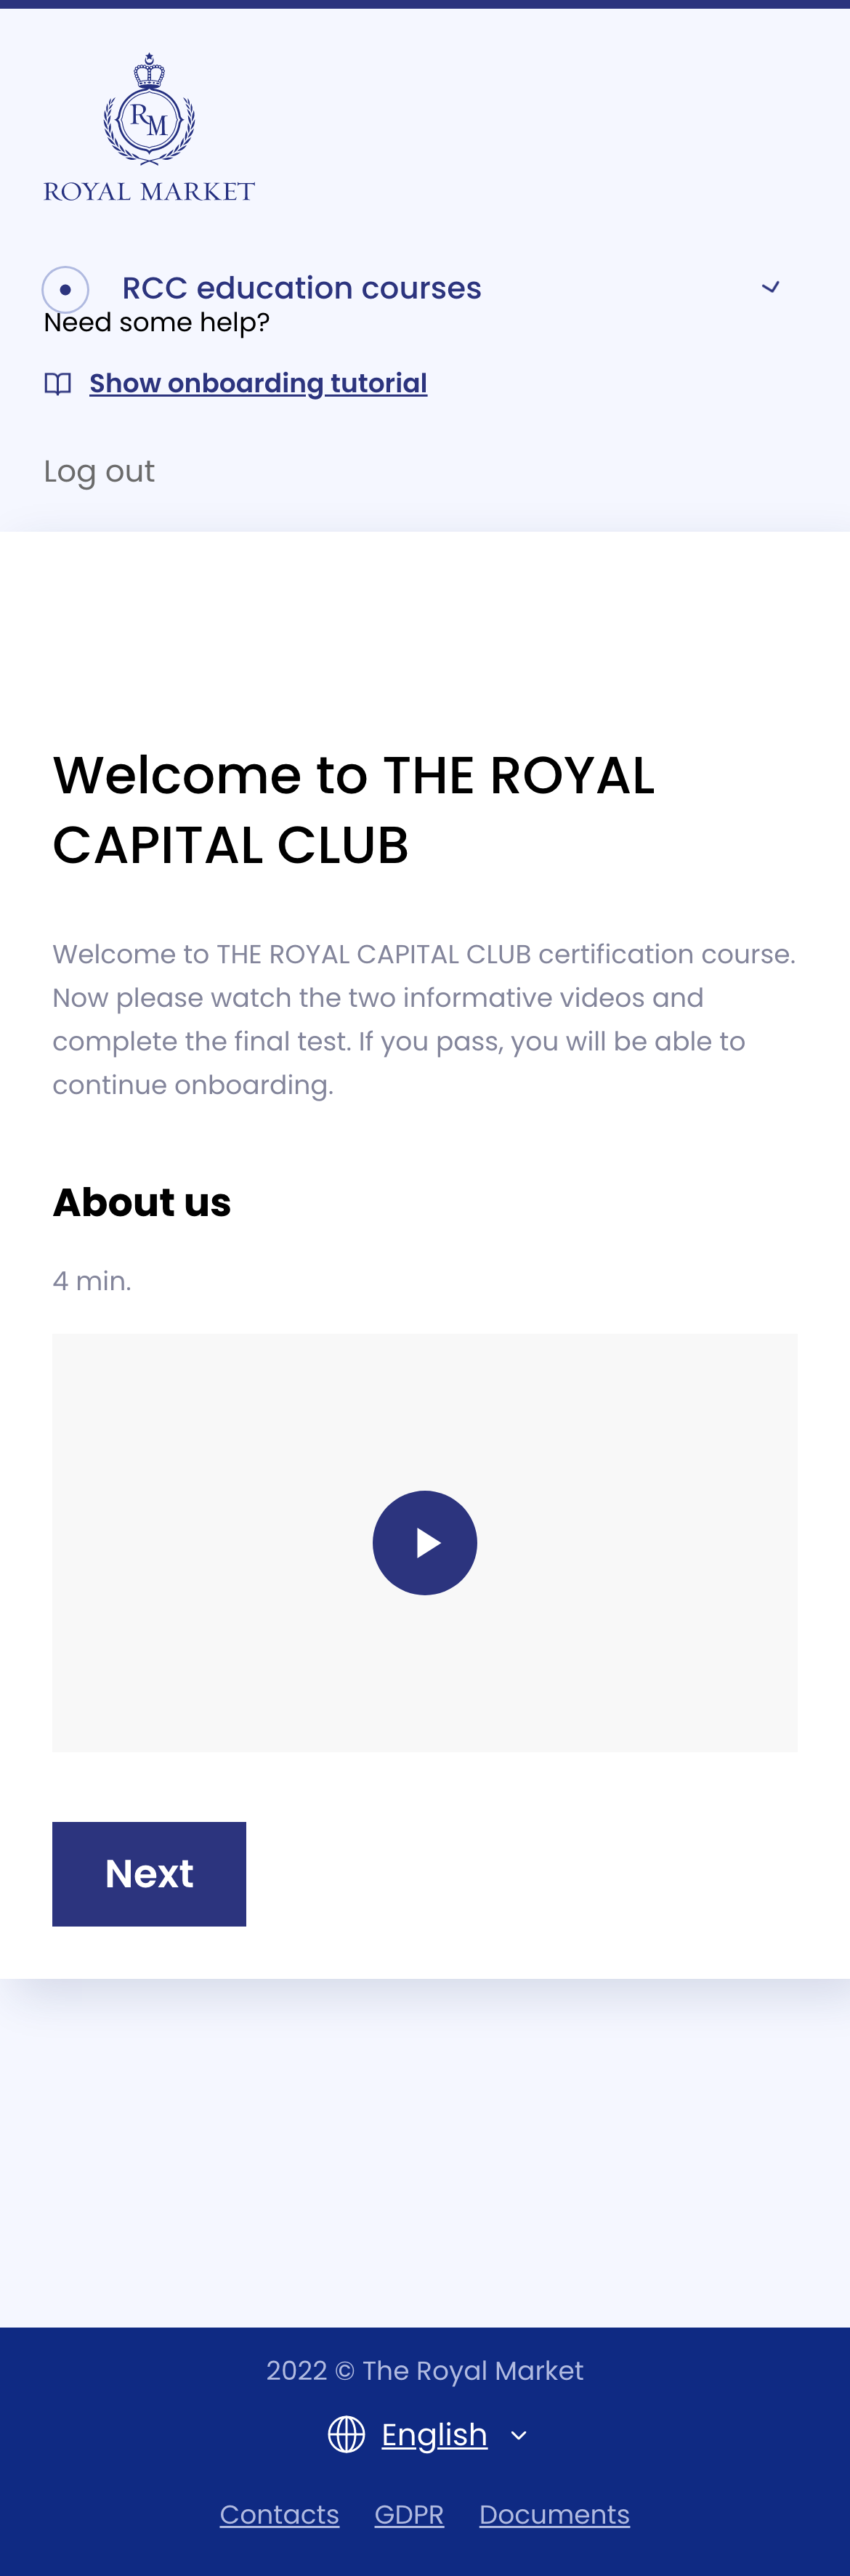 RM
ROYAL MARKET
RCC education courses
Need some help?
Show onboarding tutorial
Log out
Welcome to THE ROYAL
CAPITAL CLUB
Welcome to THE ROYAL CAPITAL CLUB certification course.
Now please watch the two informative videos and
complete the final test. If you pass, you will be able to
continue onboarding.
About us
4 min.
Next
2022 © The Royal Market
English
Contacts GDPR Documents